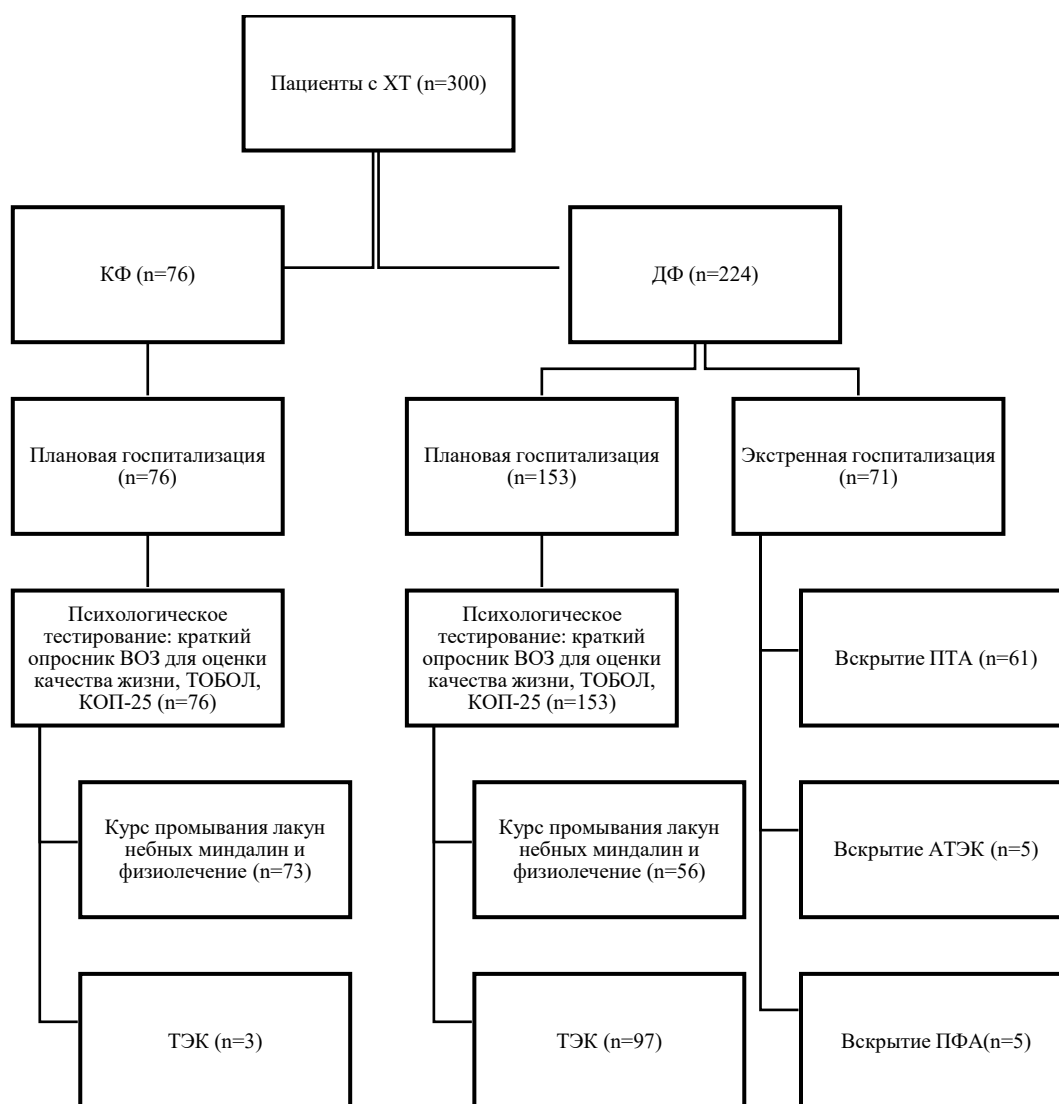 Пациенты с ХТ (n=300)
КФ (n=76)
ДФ (n=224)
Плановая госпитализация
(n=76)
Плановая госпитализация
(n=153)
Экстренная госпитализация
(n=71)
Психологическое
тестирование: краткий
опросник ВОЗ для оценки
качества жизни, ТОБОЛ,
КОП-25 (n=76)
Психологическое
тестирование: краткий
опросник ВОЗ для оценки
качества жизни, ТОБОЛ,
КОП-25 (n=153)
Вскрытие ПТА (n=61)
Курс промывания лакун
небных миндалин и
физиолечение (n=73)
Курс промывания лакун
небных миндалин и
физиолечение (n=56)
Вскрытие АТЭК (n=5)
ТЭК (n=3)
ТЭК (n=97)
Вскрытие ПФА(n=5)